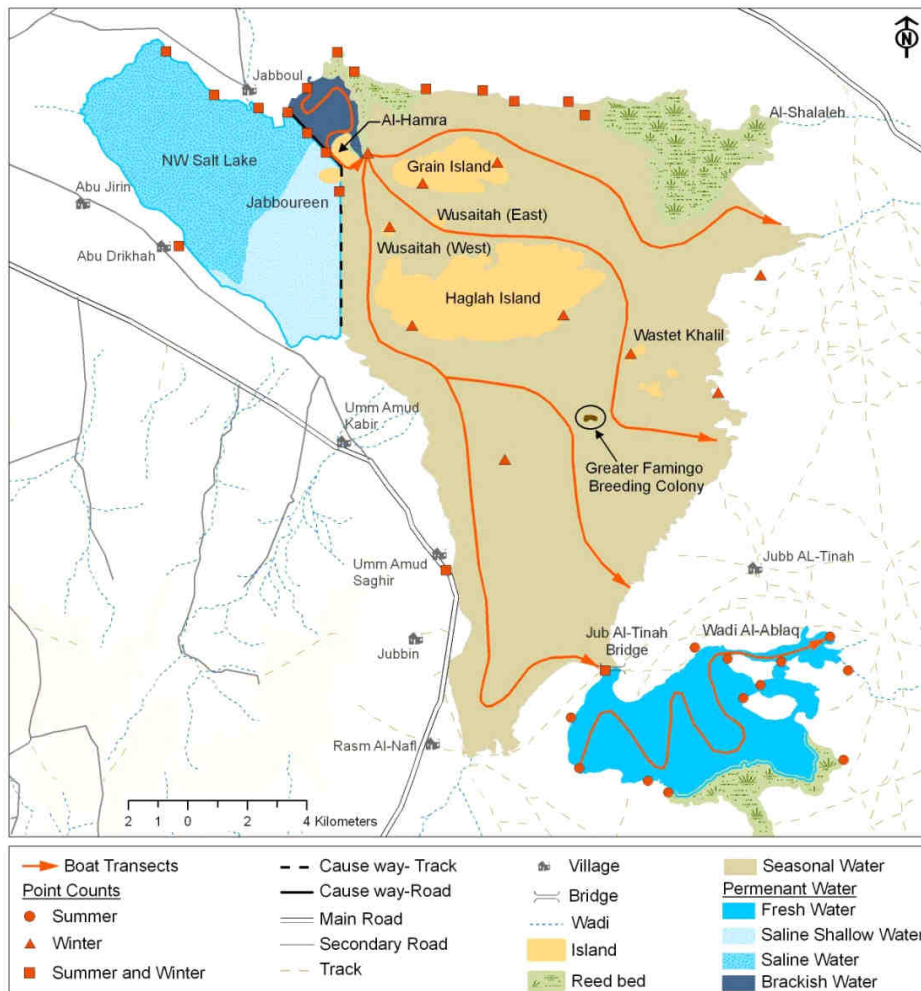 N
Jabboul
Al-Hamra
Al-Shalaleh
NW Salt Lake
Grain Island
Abu Jirin
Jabboureen
Wusaitah (East)
Abu Drikhah
Wusaitah (West)
Haglah Island
Wastet Khalil
Umm Amud
Kabir
Greater Famingo
Breeding Colony
Umm Amud
Saghir
Jubb AL-Tinah
Jubbin
Jub Al-Tinah
Bridge
Wadi Al-Ablaq
Rasm Al-Nafl
2 1 0 2 4 Kilometers
Boat Transects
Point Counts
Summer
Winter
Summer and Winter
Cause way- Track
Cause way-Road
Main Road
Secondary Road
Track
Village
Bridge
Wadi
Island
Reed bed
Seasonal Water
Permenant Water
Fresh Water
Saline Shallow Water
Saline Water
Brackish Water